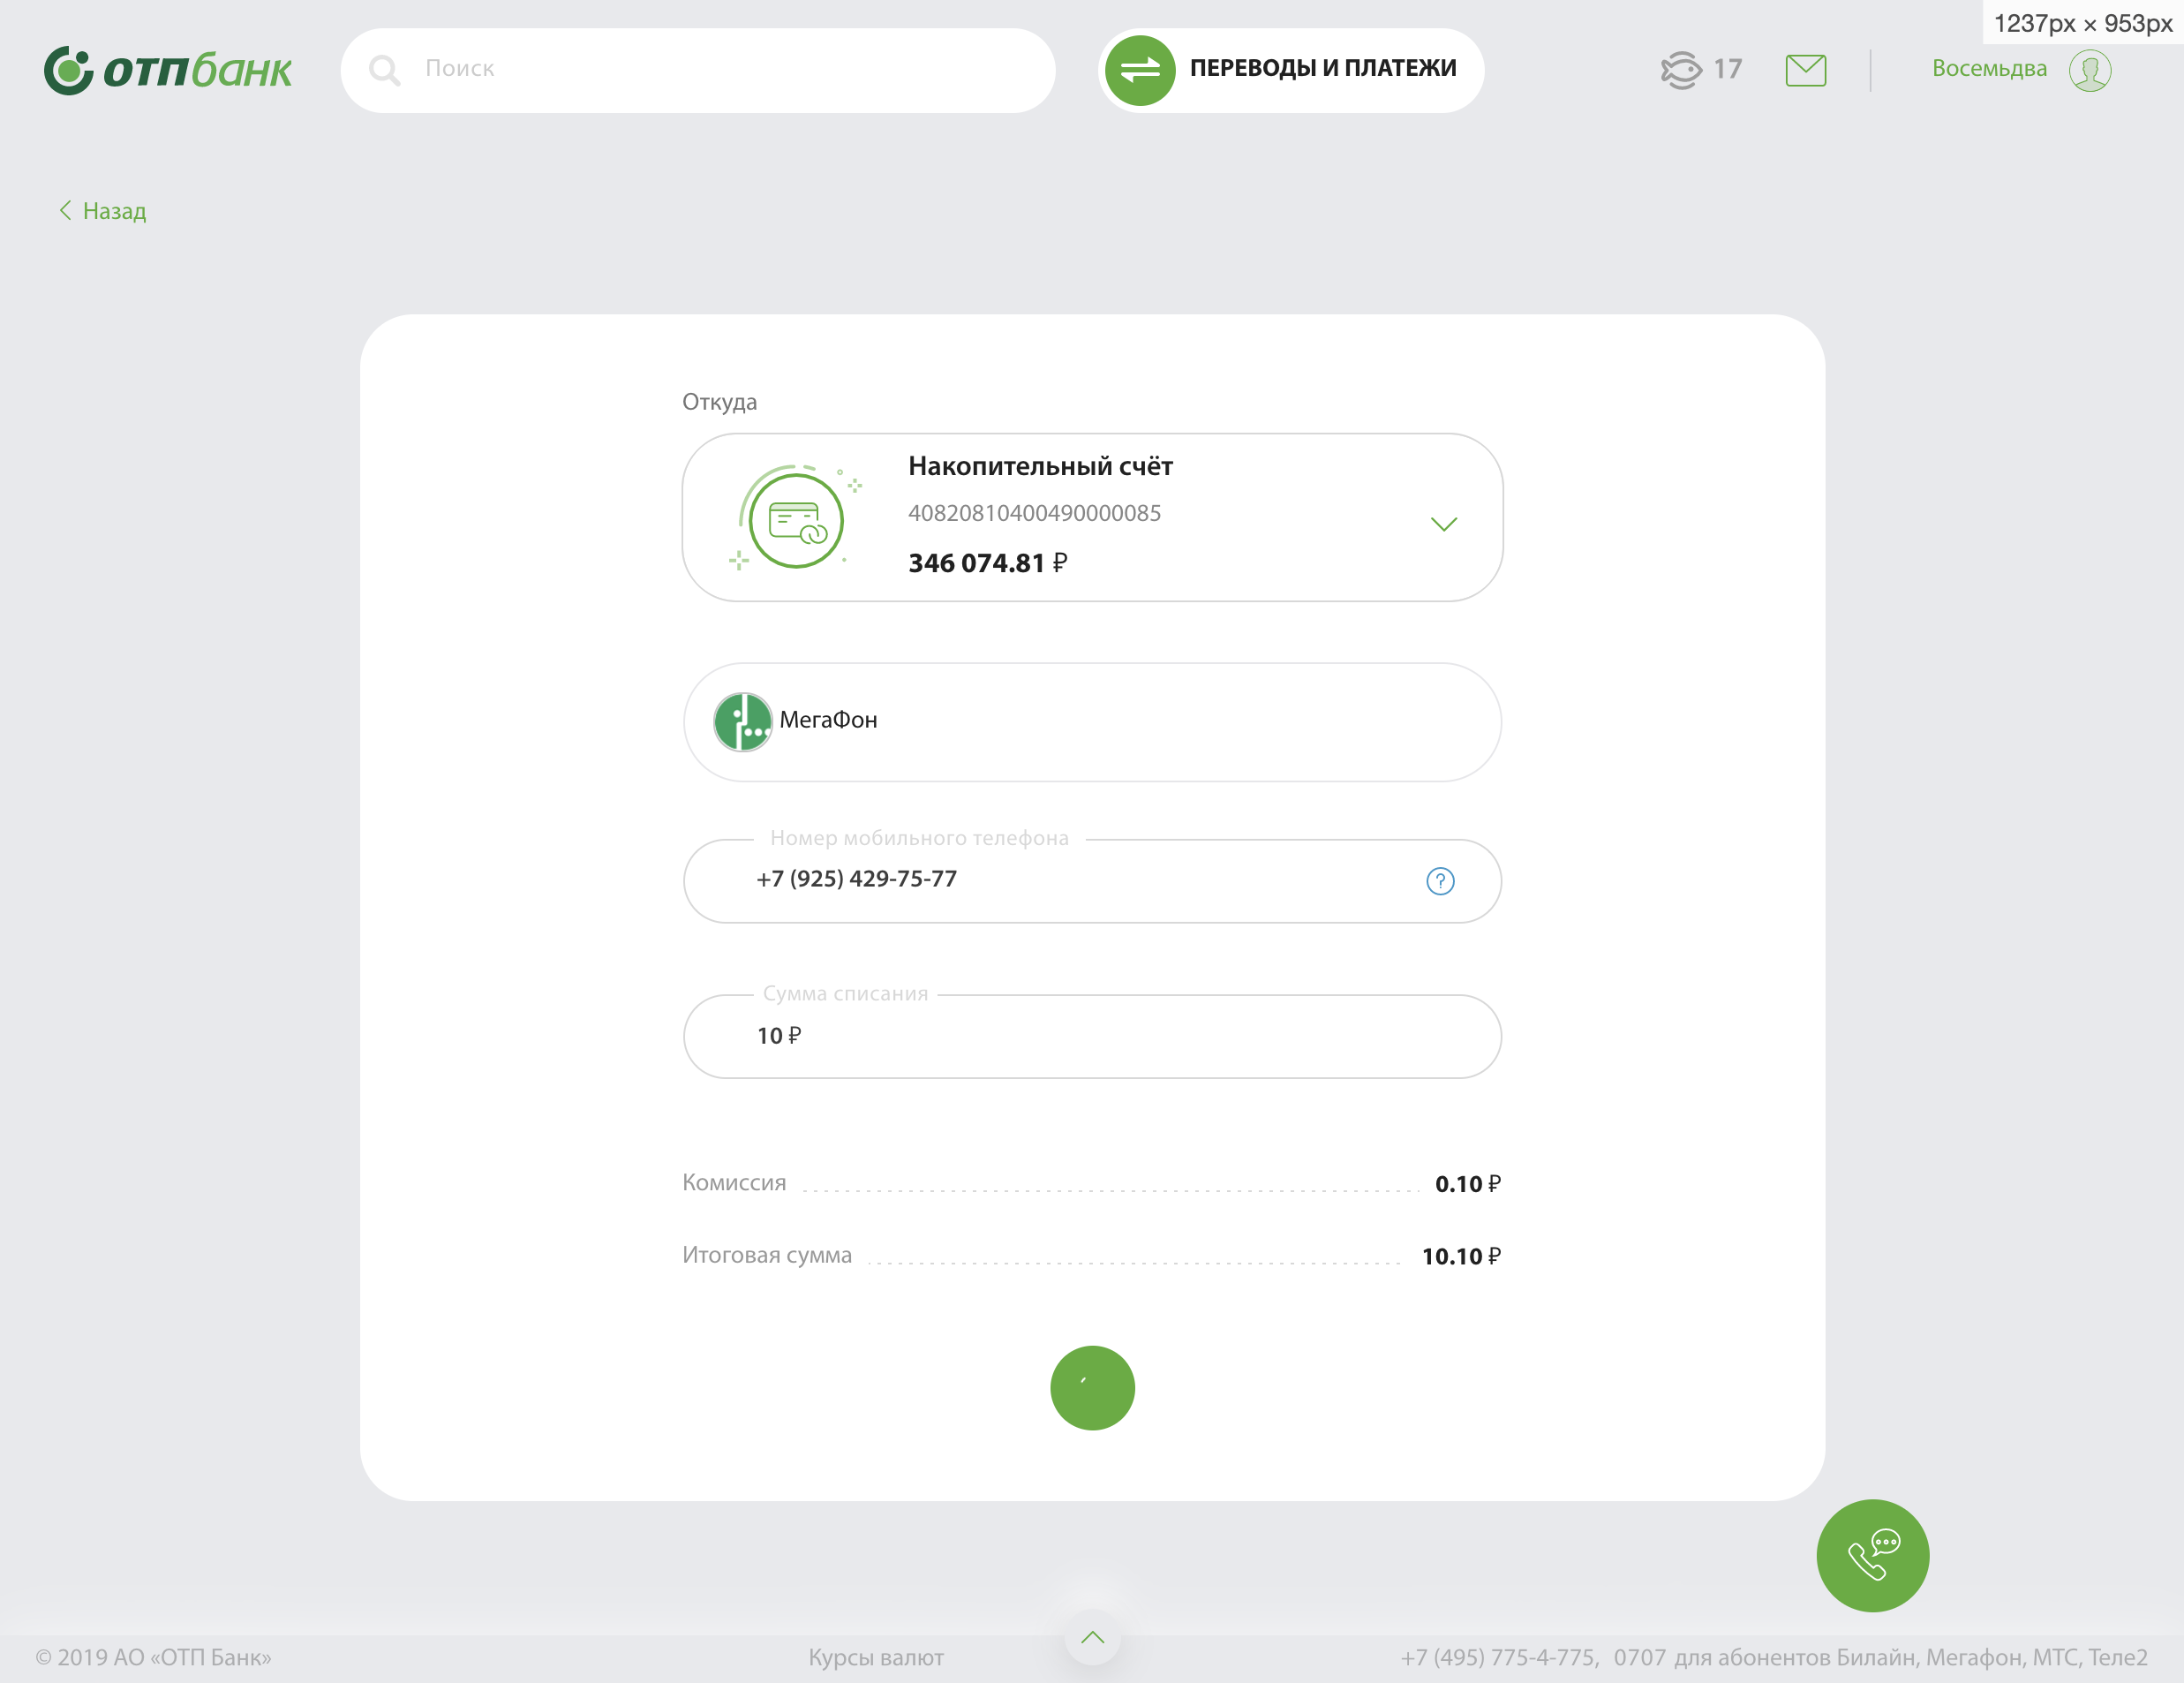 1237px × 953px
отпбанк
Поиск
ПЕРЕВОДЫ И ПЛАТЕЖИ
17
Восемьдва
Назад
Откуда
Накопительный счёт
40820810400490000085
346 074.81 ₽
МегаФон
Номер мобильного телефона
+7 (925) 429-75-77
?
Сумма списания
10 ₽
Комиссия 0.10 ₽
Итоговая сумма 10.10 ₽
© 2019 АО «ОТП Банк» Курсы валют +7 (495) 775-4-775, 0707 для абонентов Билайн, Мегафон, МТС, Теле2